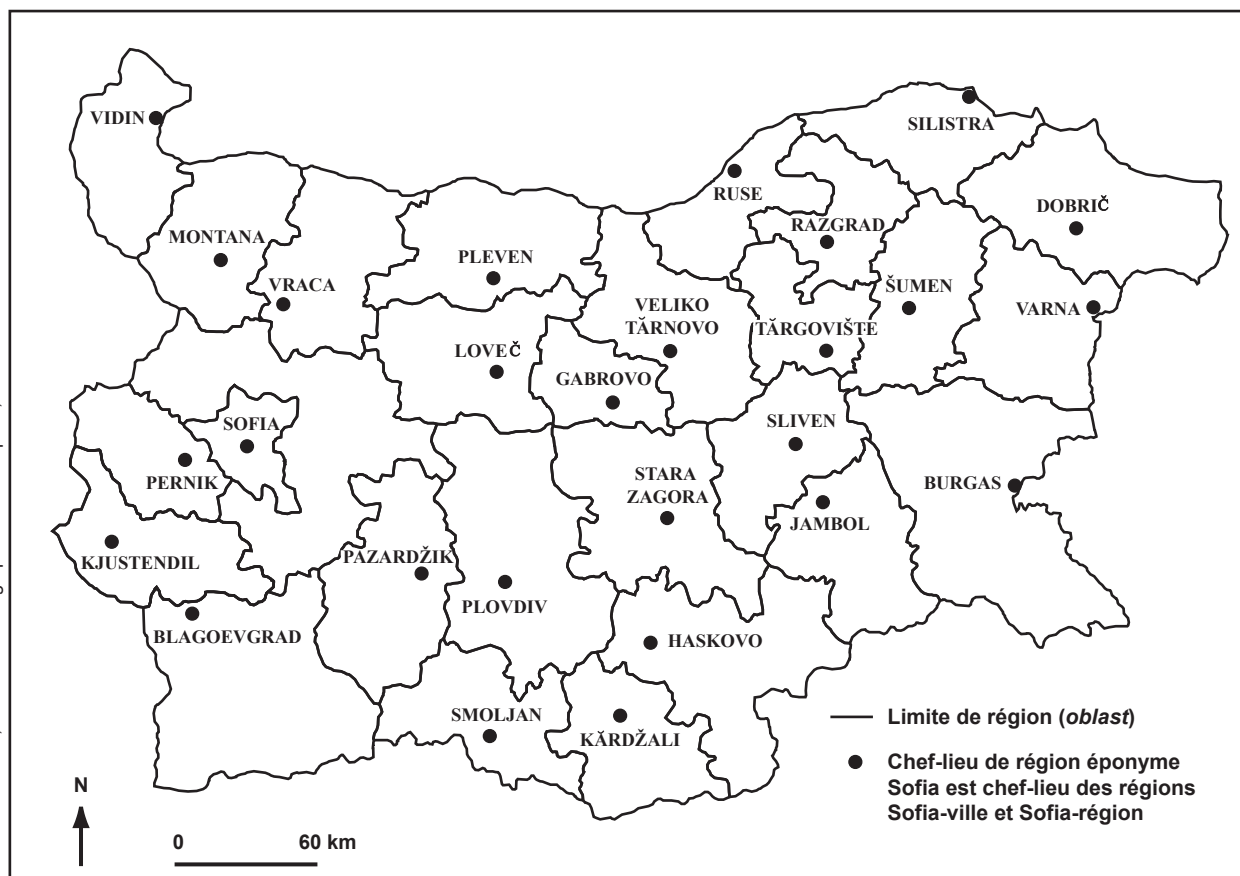 VIDIN
SILISTRA
RUSE
DOBRIČ
RAZGRAD
MONTANA
PLEVEN
VRACA
ŠUMEN
VARNA
VELIKO
TĂRNOVO
TĂRGOVIŠTE
LOVEČ
GABROVO
SOFIA
SLIVEN
PERNIK
STARA
ZAGORA
BURGAS
JAMBOL
KJUSTENDIL
PAZARDŽIK
PLOVDIV
BLAGOEVGRAD
HASKOVO
SMOLJAN
KĂRDŽALI
Limite de région (oblast)
Chef-lieu de région éponyme
Sofia est chef-lieu des régions
Sofia-ville et Sofia-région
N
0 60 km